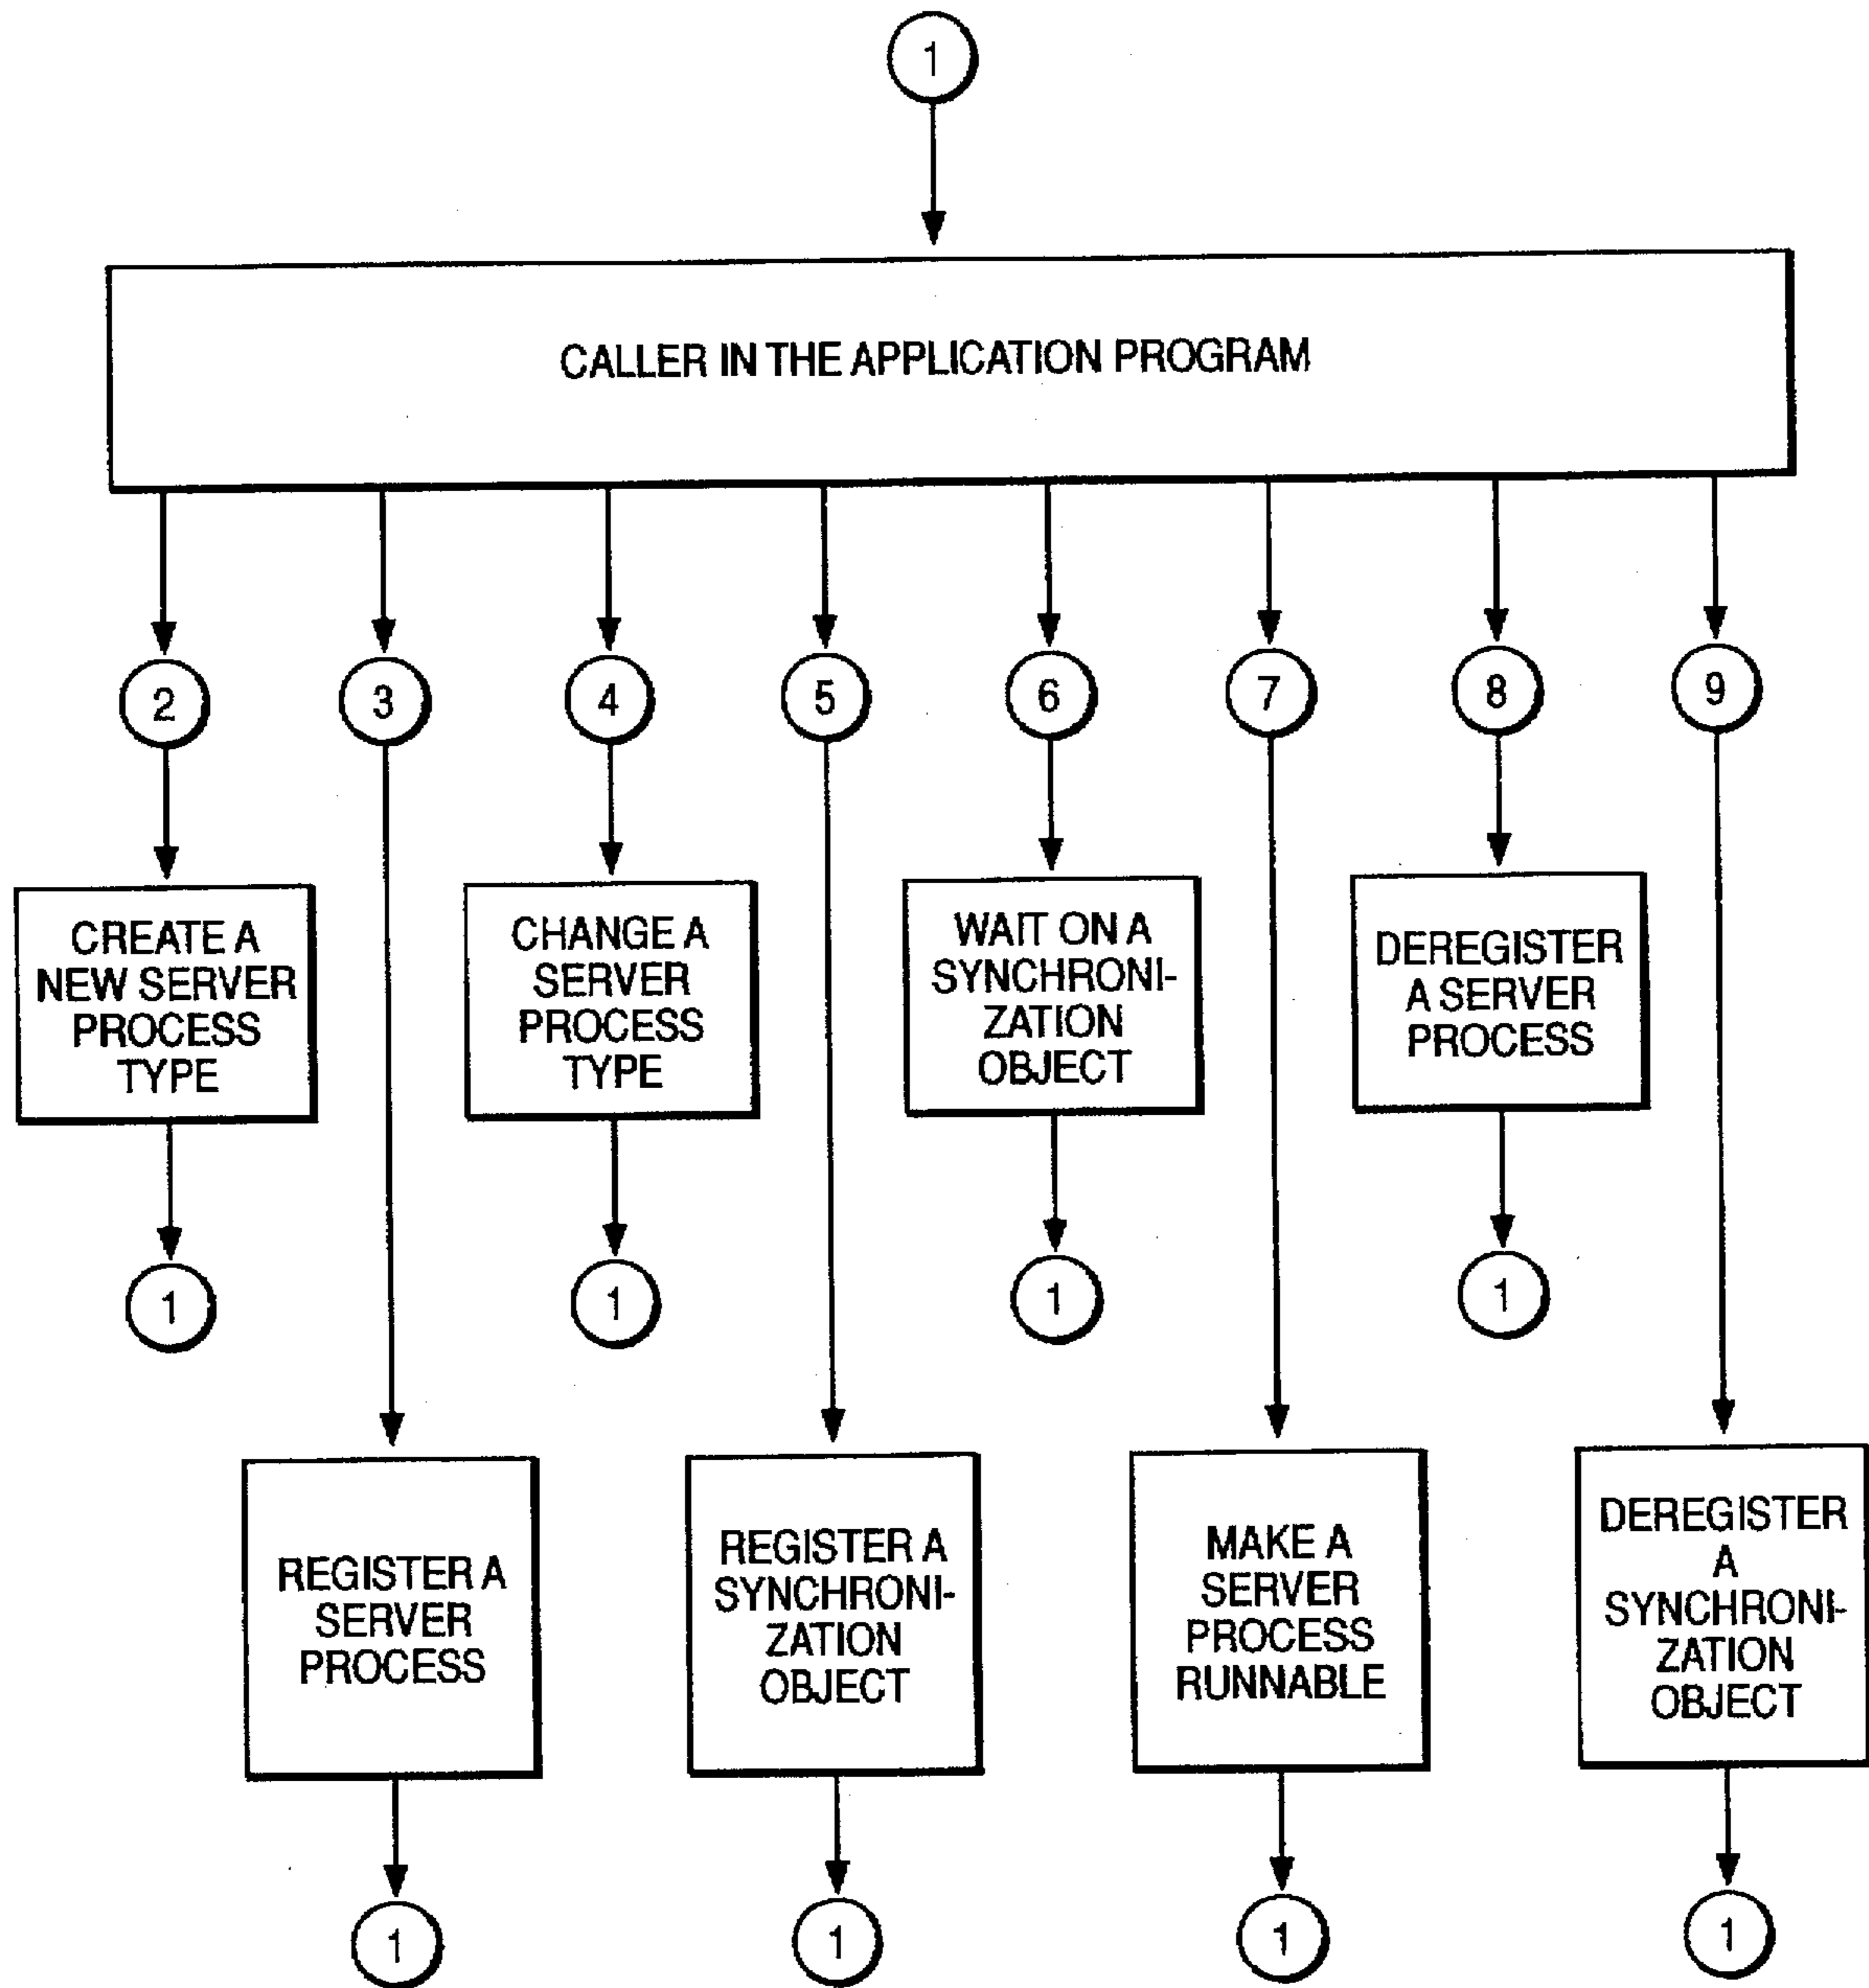 1
CALLER IN THE APPLICATION PROGRAM
2 3 4 5 6 7 8 9
CREATE A
NEW SERVER
PROCESS
TYPE
CHANGE A
SERVER
PROCESS
TYPE
WAIT ON A
SYNCHRONI-
ZATION
OBJECT
DEREGISTER
A SERVER
PROCESS
1 1 1 1
REGISTER A
SERVER
PROCESS
REGISTER A
SYNCHRONI-
ZATION
OBJECT
MAKE A
SERVER
PROCESS
RUNNABLE
DEREGISTER
A
SYNCHRONI-
ZATION
OBJECT
1 1 1 1